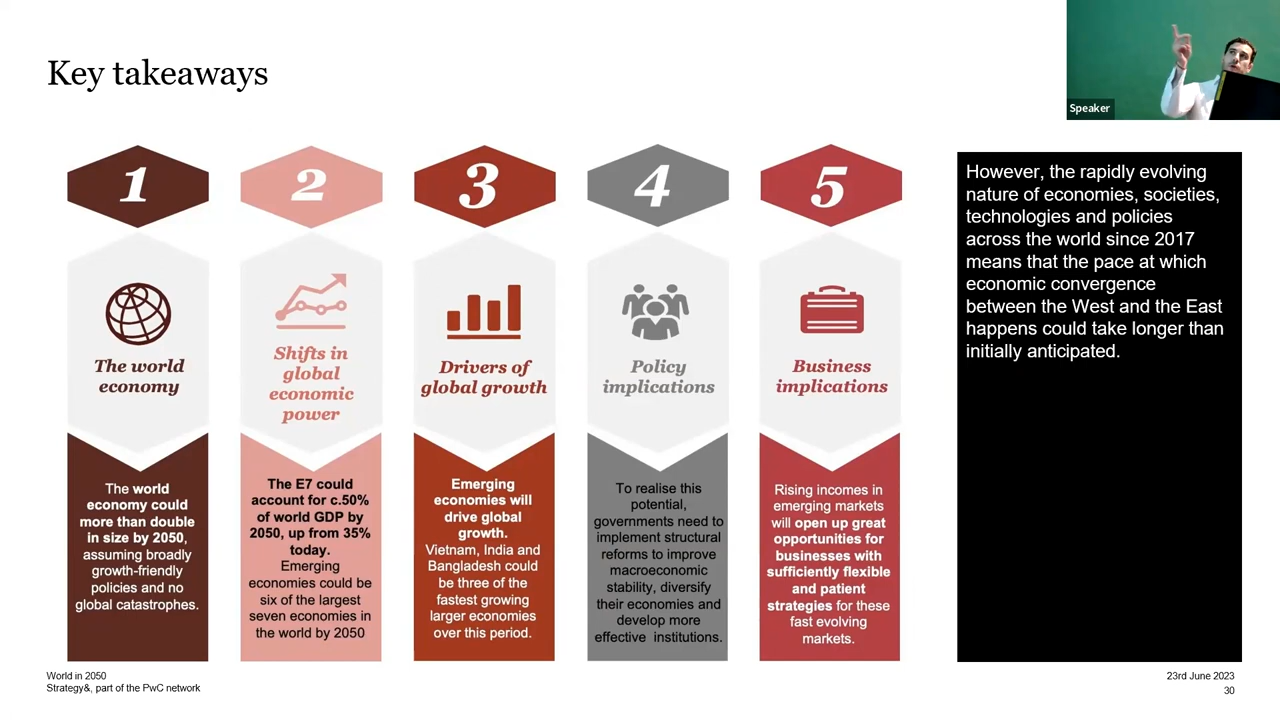 Key takeaways
Speaker
1
The world
economy
The world
economy could
more than double
in size by 2050,
assuming broadly
growth-friendly
policies and no
global catastrophes.
2
Shifts in
global
economic
power
The E7 could
account for c.50%
of world GDP by
2050, up from 35%
today.
Emerging
economies could be
six of the largest
seven economies in
the world by 2050
3
Drivers of
global growth
Emerging
economies will
drive global
growth.
Vietnam, India and
Bangladesh could
be three of the
fastest growing
larger economies
over this period.
4
Policy
implications
To realise this
potential,
governments need to
implement structural
reforms to improve
macroeconomic
stability, diversify
their economies and
develop more
effective institutions.
5
Business
implications
Rising incomes in
emerging markets
will open up great
opportunities for
businesses with
sufficiently flexible
and patient
strategies for these
fast evolving
markets.
However, the rapidly evolving
nature of economies, societies,
technologies and policies
across the world since 2017
means that the pace at which
economic convergence
between the West and the East
happens could take longer than
initially anticipated.
World in 2050
Strategy&, part of the PwC network
23rd June 2023
30